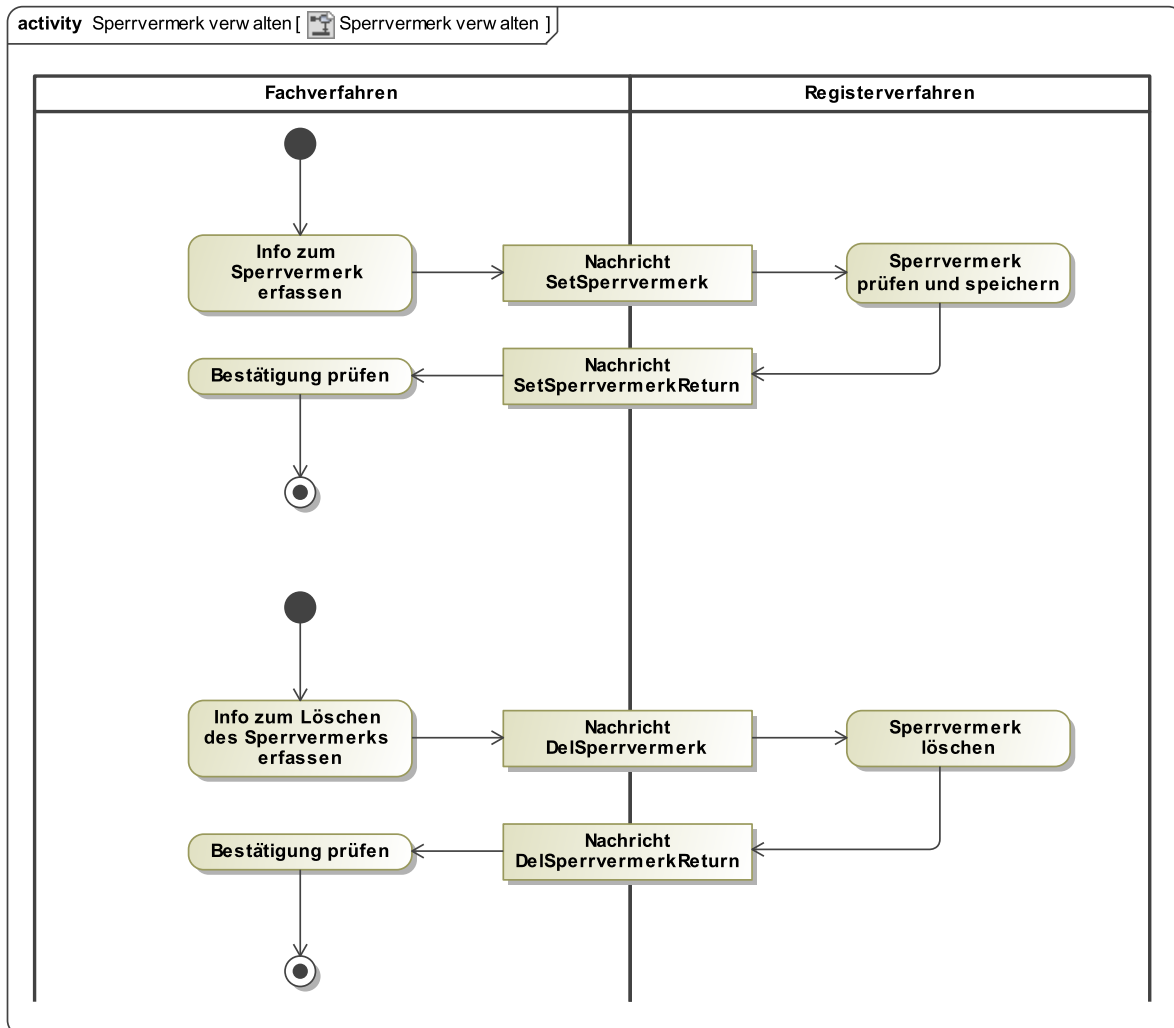 activity Sperrvermerk verwalten [ Sperrvermerk verwalten ]
Fachverfahren
Registerverfahren
Info zum
Sperrvermerk
erfassen
Nachricht
SetSperrvermerk
Sperrvermerk
prüfen und speichern
Nachricht
SetSperrvermerkReturn
Bestätigung prüfen
Info zum Löschen
des Sperrvermerks
erfassen
Nachricht
DelSperrvermerk
Sperrvermerk
löschen
Nachricht
DelSperrvermerkReturn
Bestätigung prüfen